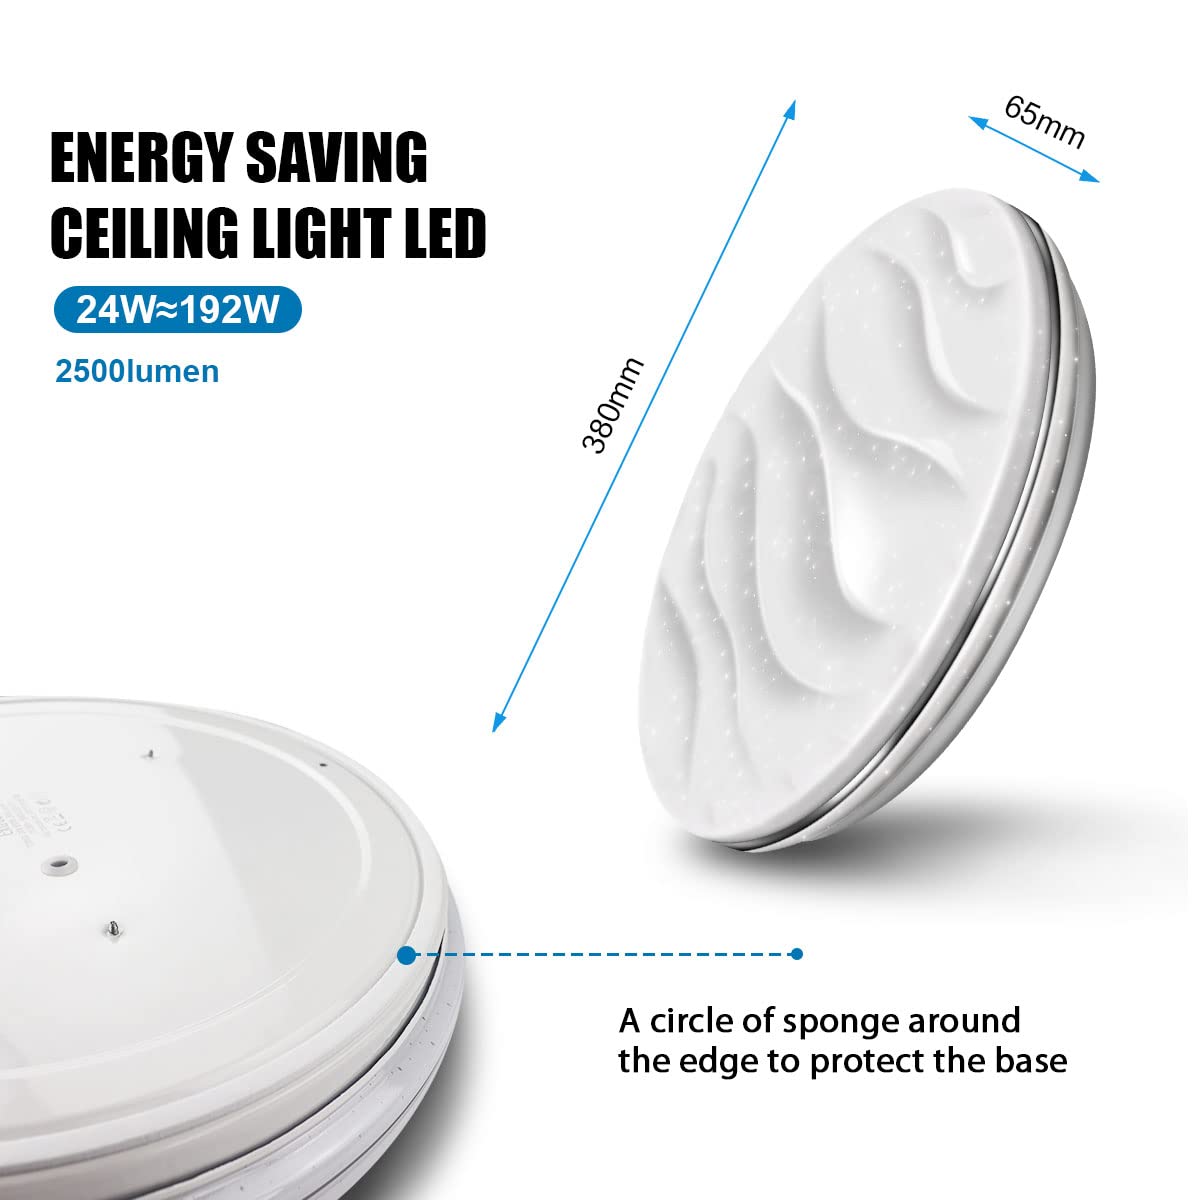 ENERGY SAVING
CEILING LIGHT LED
24W≈192W
2500lumen
65mm
380mm
A circle of sponge around
the edge to protect the base